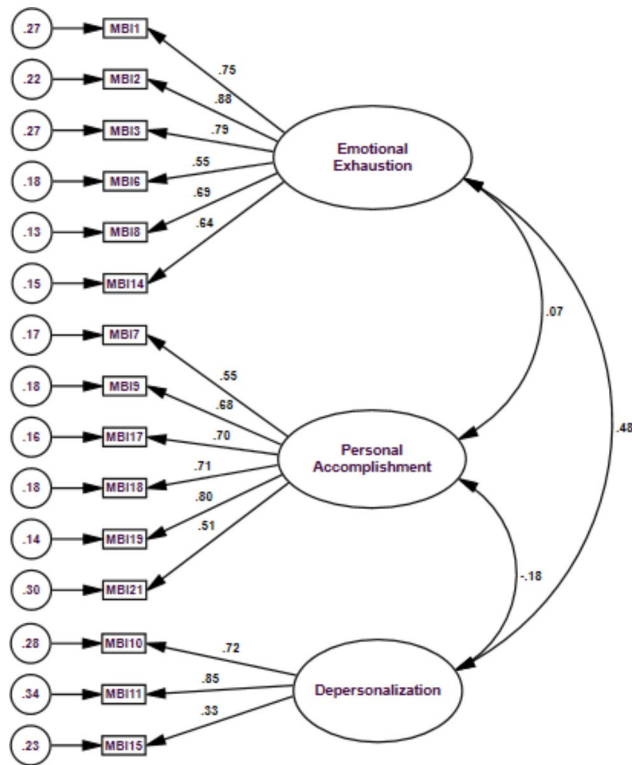 .27 MBI1
.75
.22 MBI2
.88
.27 MBI3
.79
.18 MBI6
.55
.13 MBI8
.69
.15 MBI14
.64
Emotional
Exhaustion
.07
.48
.17 MBI7
.55
.18 MBI9
.68
.16 MBI17
.70
.18 MBI18
.71
.14 MBI19
.80
.30 MBI21
.51
Personal
Accomplishment
-.18
.28 MBI10
.72
.34 MBI11
.85
.23 MBI15
.33
Depersonalization